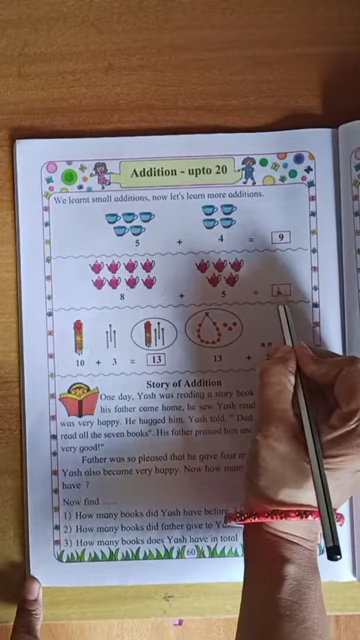 Addition - upto 20
We learnt small additions, now let's learn more additions.
5 + 4 = 9
8 + 5 =
10 + 3 = 13 13 +
Story of Addition
One day, Yash was reading a story book
his father came home, he saw Yash read
was very happy. He hugged him. Yash told, " Dad,
read all the seven books". His father praised him and
very good!"
Father was so pleased that he gave four
Yash also became very happy. Now how many
have ?
Now find .....
1) How many books did Yash have before
2) How many books did father give to Yash
3) How many books does Yash have in total
60